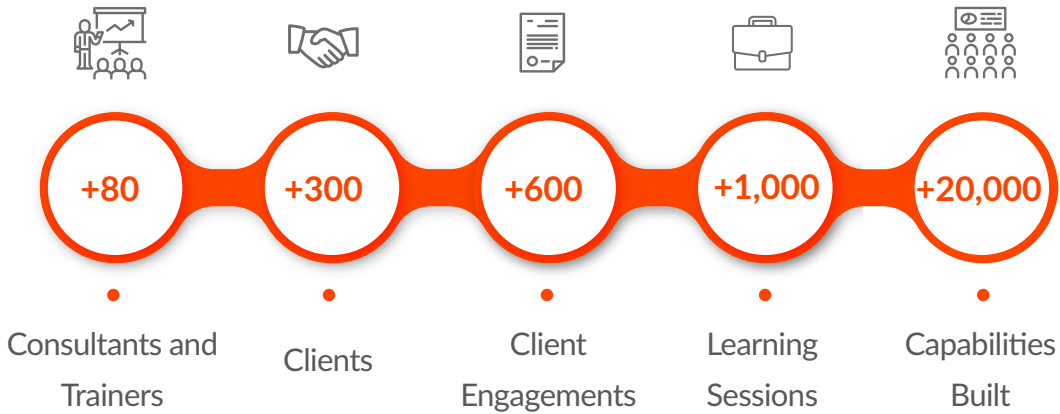 +80
+300
+600
+1,000
+20,000
Consultants and
Trainers
Clients
Client
Engagements
Learning
Sessions
Capabilities
Built